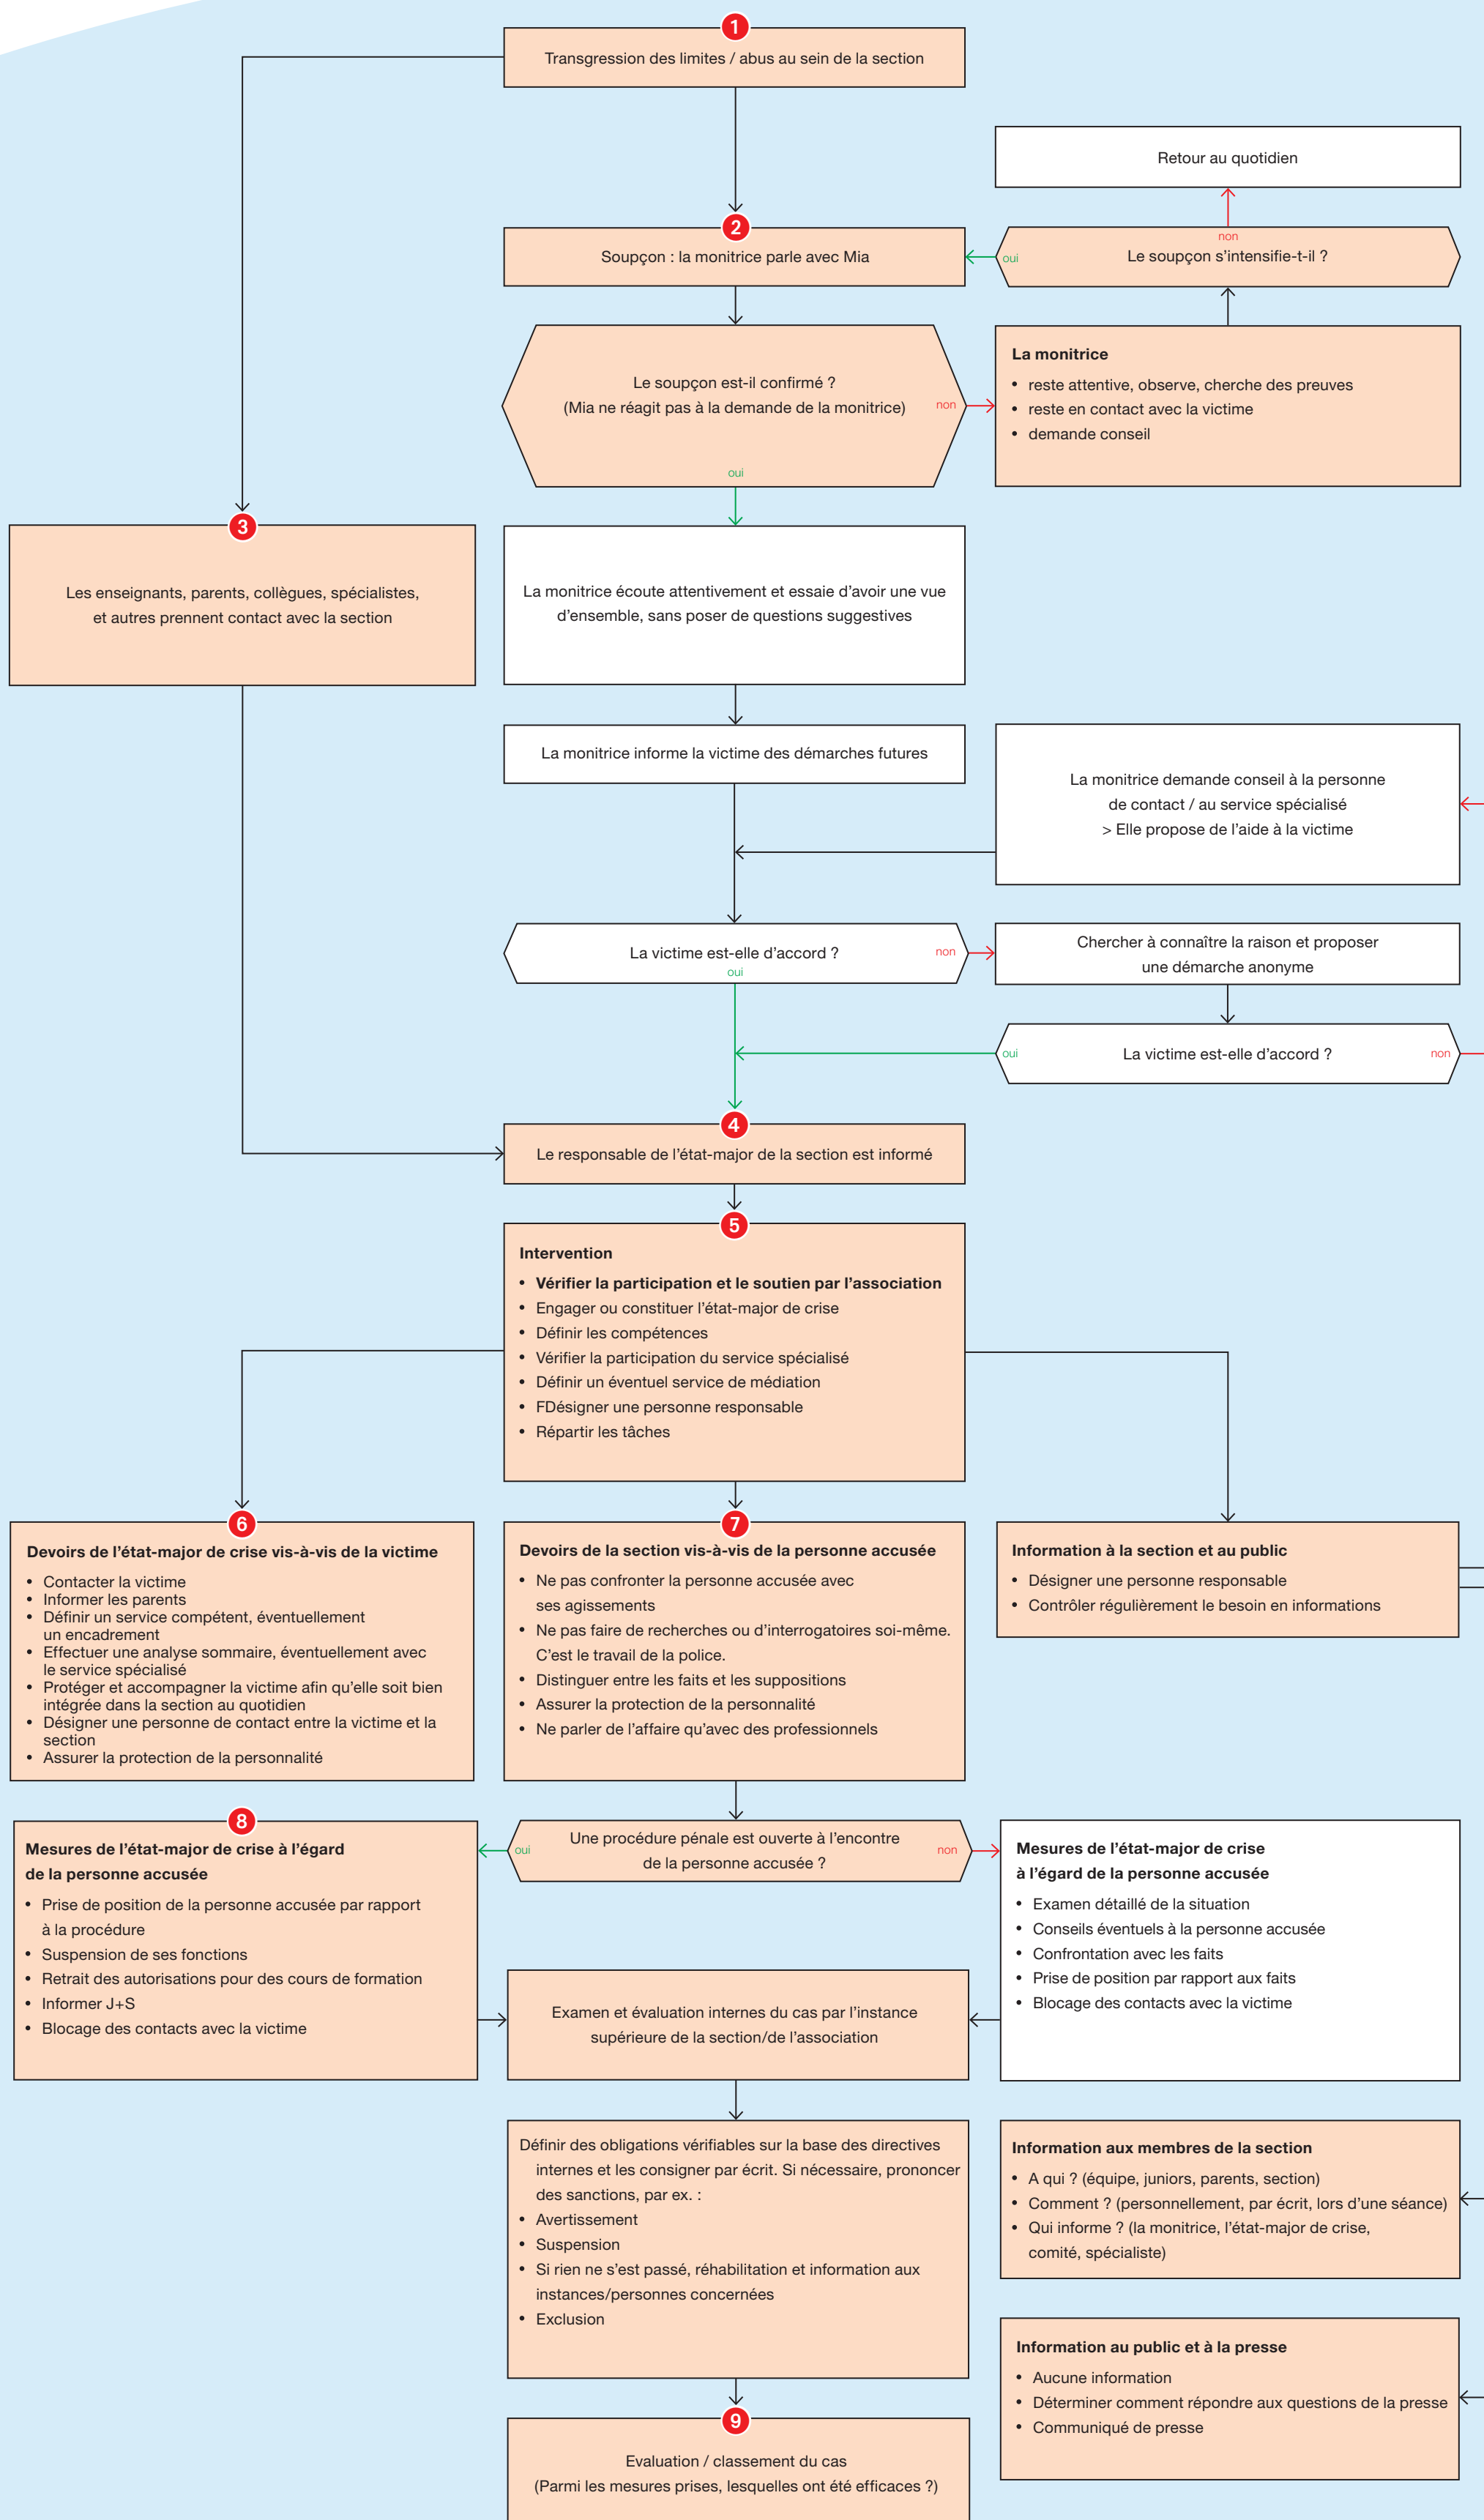 1
Transgression des limites / abus au sein de la section
Retour au quotidien
2
Soupçon : la monitrice parle avec Mia
oui
non
Le soupçon s’intensifie-t-il ?
Le soupçon est-il confirmé ?
(Mia ne réagit pas à la demande de la monitrice)
non
oui
La monitrice
• reste attentive, observe, cherche des preuves
• reste en contact avec la victime
• demande conseil
3
Les enseignants, parents, collègues, spécialistes,
et autres prennent contact avec la section
La monitrice écoute attentivement et essaie d’avoir une vue
d’ensemble, sans poser de questions suggestives
La monitrice informe la victime des démarches futures
La monitrice demande conseil à la personne
de contact / au service spécialisé
> Elle propose de l’aide à la victime
La victime est-elle d’accord ?
non
oui
Chercher à connaître la raison et proposer
une démarche anonyme
oui
La victime est-elle d’accord ?
non
4
Le responsable de l’état-major de la section est informé
5
Intervention
• Vérifier la participation et le soutien par l’association
• Engager ou constituer l’état-major de crise
• Définir les compétences
• Vérifier la participation du service spécialisé
• Définir un éventuel service de médiation
• FDésigner une personne responsable
• Répartir les tâches
6
Devoirs de l’état-major de crise vis-à-vis de la victime
• Contacter la victime
• Informer les parents
• Définir un service compétent, éventuellement
un encadrement
• Effectuer une analyse sommaire, éventuellement avec
le service spécialisé
• Protéger et accompagner la victime afin qu’elle soit bien
intégrée dans la section au quotidien
• Désigner une personne de contact entre la victime et la
section
• Assurer la protection de la personnalité
7
Devoirs de la section vis-à-vis de la personne accusée
• Ne pas confronter la personne accusée avec
ses agissements
• Ne pas faire de recherches ou d’interrogatoires soi-même.
C’est le travail de la police.
• Distinguer entre les faits et les suppositions
• Assurer la protection de la personnalité
• Ne parler de l’affaire qu’avec des professionnels
Information à la section et au public
• Désigner une personne responsable
• Contrôler régulièrement le besoin en informations
8
Mesures de l’état-major de crise à l’égard
de la personne accusée
• Prise de position de la personne accusée par rapport
à la procédure
• Suspension de ses fonctions
• Retrait des autorisations pour des cours de formation
• Informer J+S
• Blocage des contacts avec la victime
oui
Une procédure pénale est ouverte à l’encontre
de la personne accusée ?
non
Mesures de l’état-major de crise
à l’égard de la personne accusée
• Examen détaillé de la situation
• Conseils éventuels à la personne accusée
• Confrontation avec les faits
• Prise de position par rapport aux faits
• Blocage des contacts avec la victime
Examen et évaluation internes du cas par l’instance
supérieure de la section/de l’association
Définir des obligations vérifiables sur la base des directives
internes et les consigner par écrit. Si nécessaire, prononcer
des sanctions, par ex. :
• Avertissement
• Suspension
• Si rien ne s’est passé, réhabilitation et information aux
instances/personnes concernées
• Exclusion
Information aux membres de la section
• A qui ? (équipe, juniors, parents, section)
• Comment ? (personnellement, par écrit, lors d’une séance)
• Qui informe ? (la monitrice, l’état-major de crise,
comité, spécialiste)
Information au public et à la presse
• Aucune information
• Déterminer comment répondre aux questions de la presse
• Communiqué de presse
9
Evaluation / classement du cas
(Parmi les mesures prises, lesquelles ont été efficaces ?)